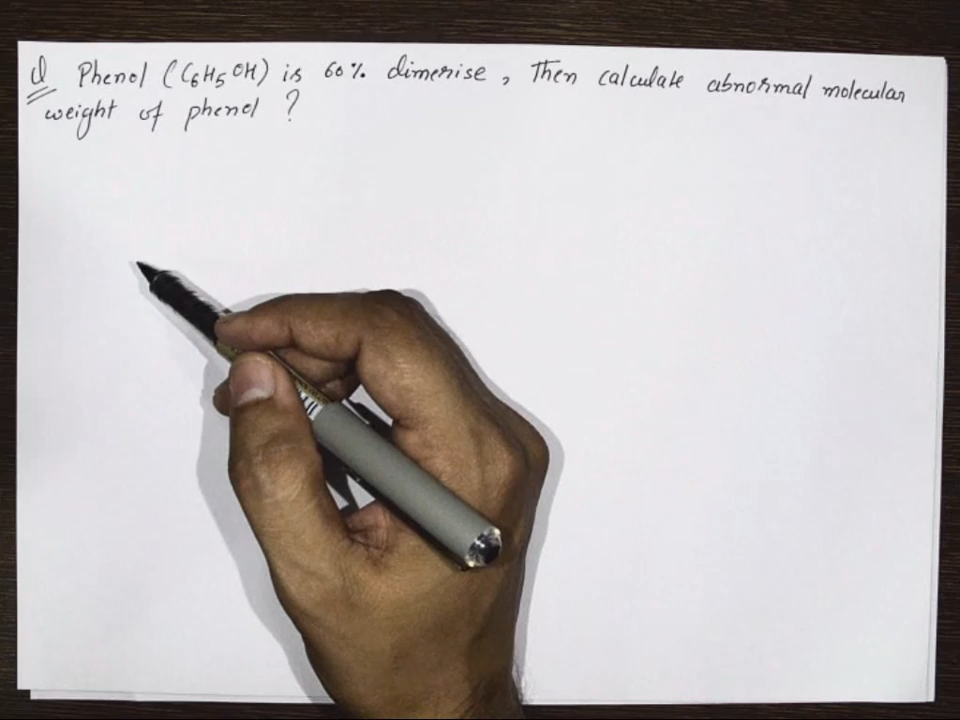 Q Phenol (C6H5OH) is 60% dimerise, Then calculate abnormal molecular
weight of phenol ?